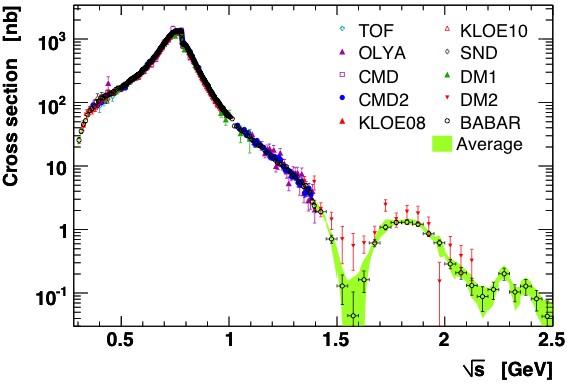 Cross section [nb]
10³
10²
10
1
10⁻¹
TOF
OLYA
CMD
CMD2
KLOE08
KLOE10
SND
DM1
DM2
BABAR
Average
0.5 1 1.5 2 2.5
√s [GeV]